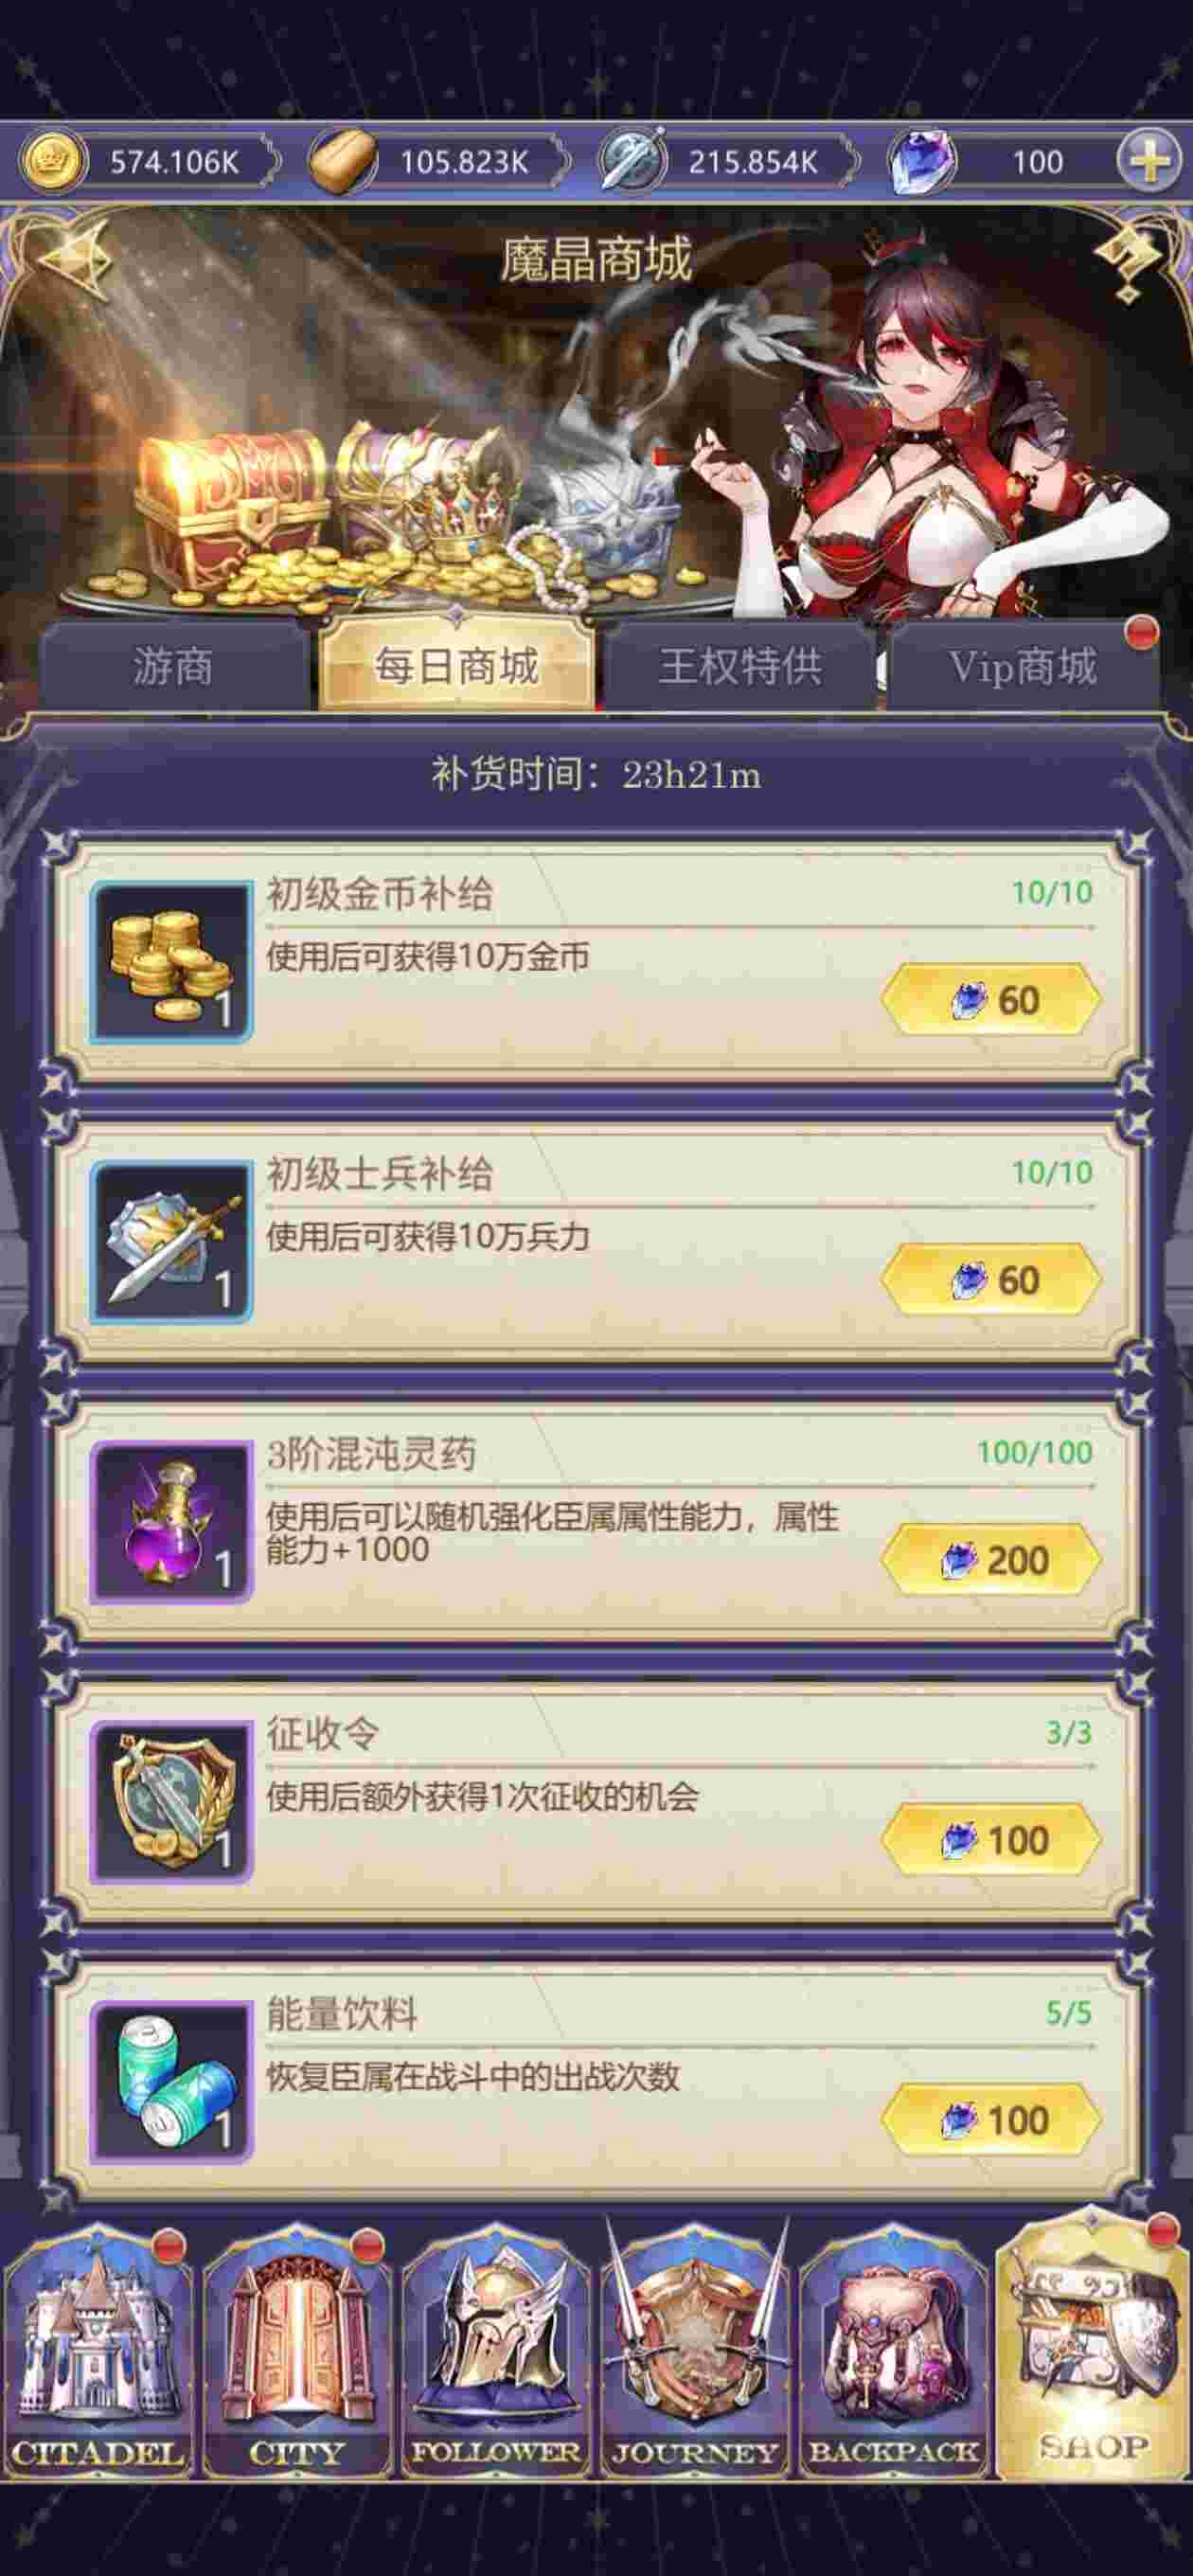 574.106K
105.823K
215.854K
100
魔晶商城
游商
每日商城
王权特供
Vip商城
补货时间：23h21m
初级金币补给
10/10
使用后可获得10万金币
1
60
初级士兵补给
10/10
使用后可获得10万兵力
1
60
3阶混沌灵药
100/100
使用后可以随机强化臣属属性能力，属性
能力+1000
1
200
征收令
3/3
使用后额外获得1次征收的机会
1
100
能量饮料
5/5
恢复臣属在战斗中的出战次数
1
100
CITADEL
CITY
FOLLOWER
JOURNEY
BACKPACK
SHOP